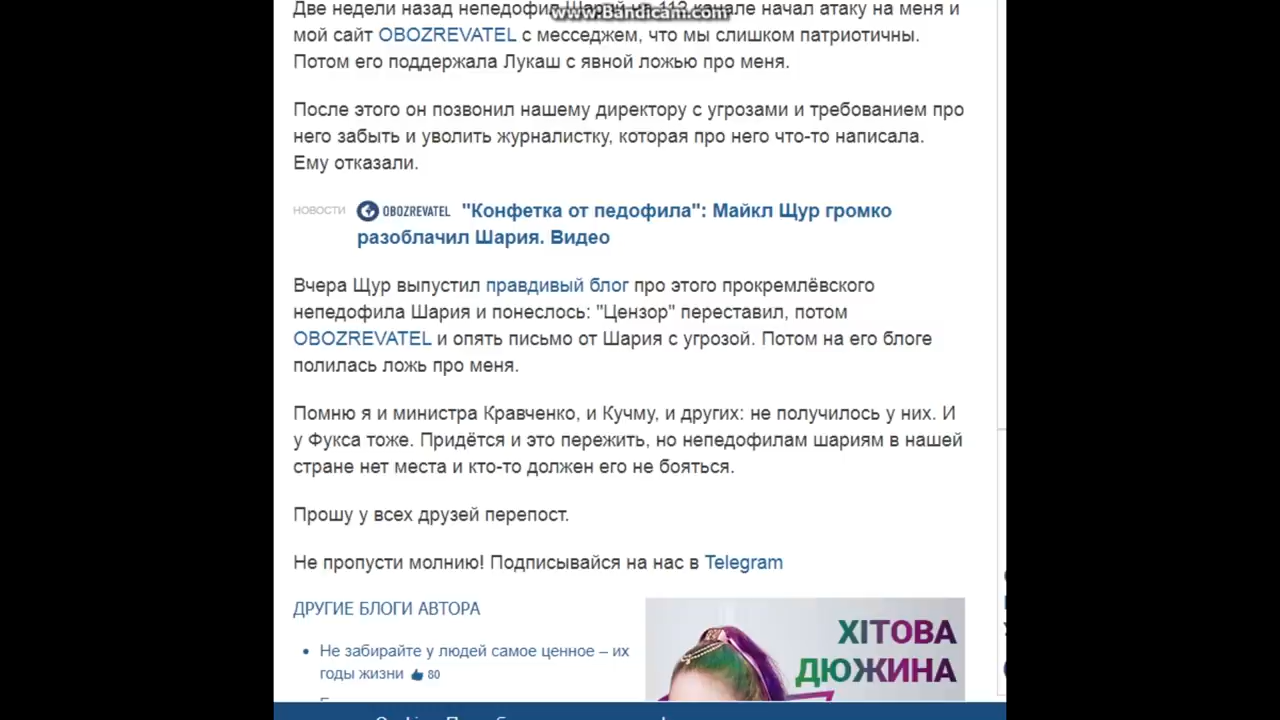 Две недели назад непедофил Шарий на 112 канале начал атаку на меня и
www.Bandicam.com
мой сайт OBOZREVATEL с месседжем, что мы слишком патриотичны.
Потом его поддержала Лукаш с явной ложью про меня.
После этого он позвонил нашему директору с угрозами и требованием про
него забыть и уволить журналистку, которая про него что-то написала.
Ему отказали.
НОВОСТИ OBOZREVATEL "Конфетка от педофила": Майкл Щур громко
разоблачил Шария. Видео
Вчера Щур выпустил правдивый блог про этого прокремлёвского
непедофила Шария и понеслось: "Цензор" переставил, потом
OBOZREVATEL и опять письмо от Шария с угрозой. Потом на его блоге
полилась ложь про меня.
Помню я и министра Кравченко, и Кучму, и других: не получилось у них. И
у Фукса тоже. Придётся и это пережить, но непедофилам шариям в нашей
стране нет места и кто-то должен его не бояться.
Прошу у всех друзей перепост.
Не пропусти молнию! Подписывайся на нас в Telegram
ДРУГИЕ БЛОГИ АВТОРА
Не забирайте у людей самое ценное – их
годы жизни 80
ХІТОВА
ДЮЖИНА